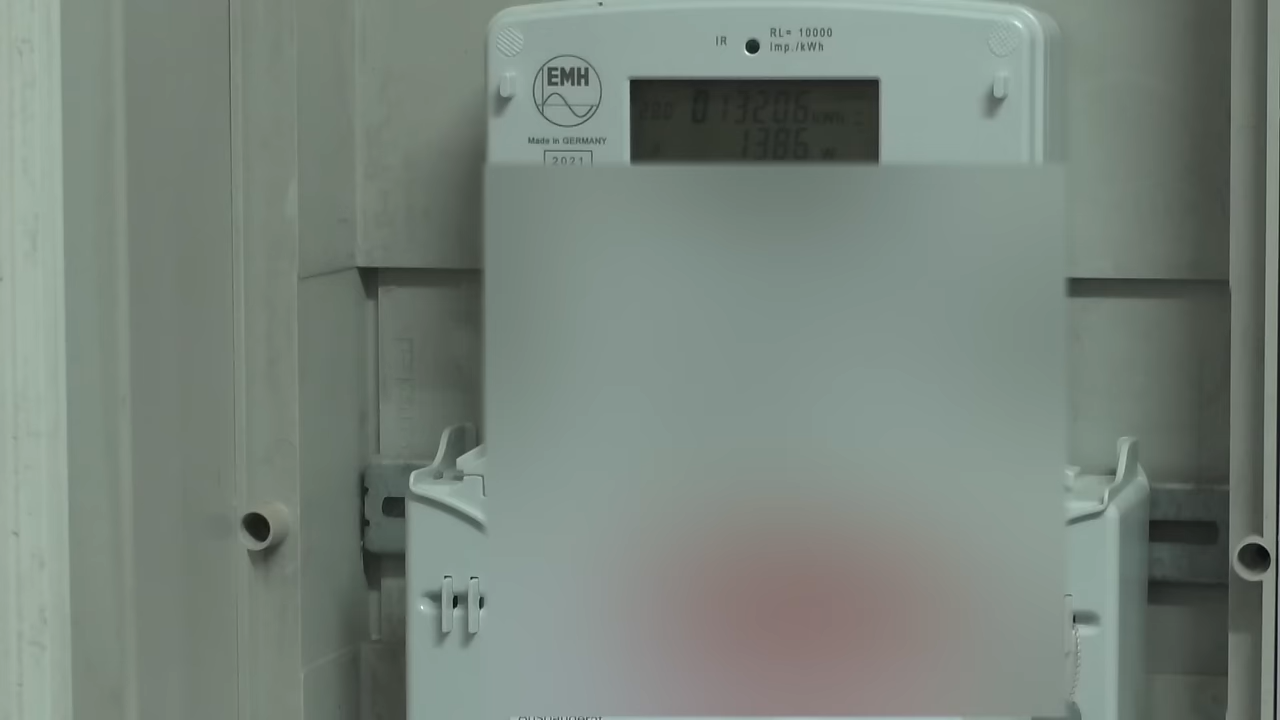 IR
RL= 10000
Imp./kWh
EMH
Made in GERMANY
2021
013206
1386